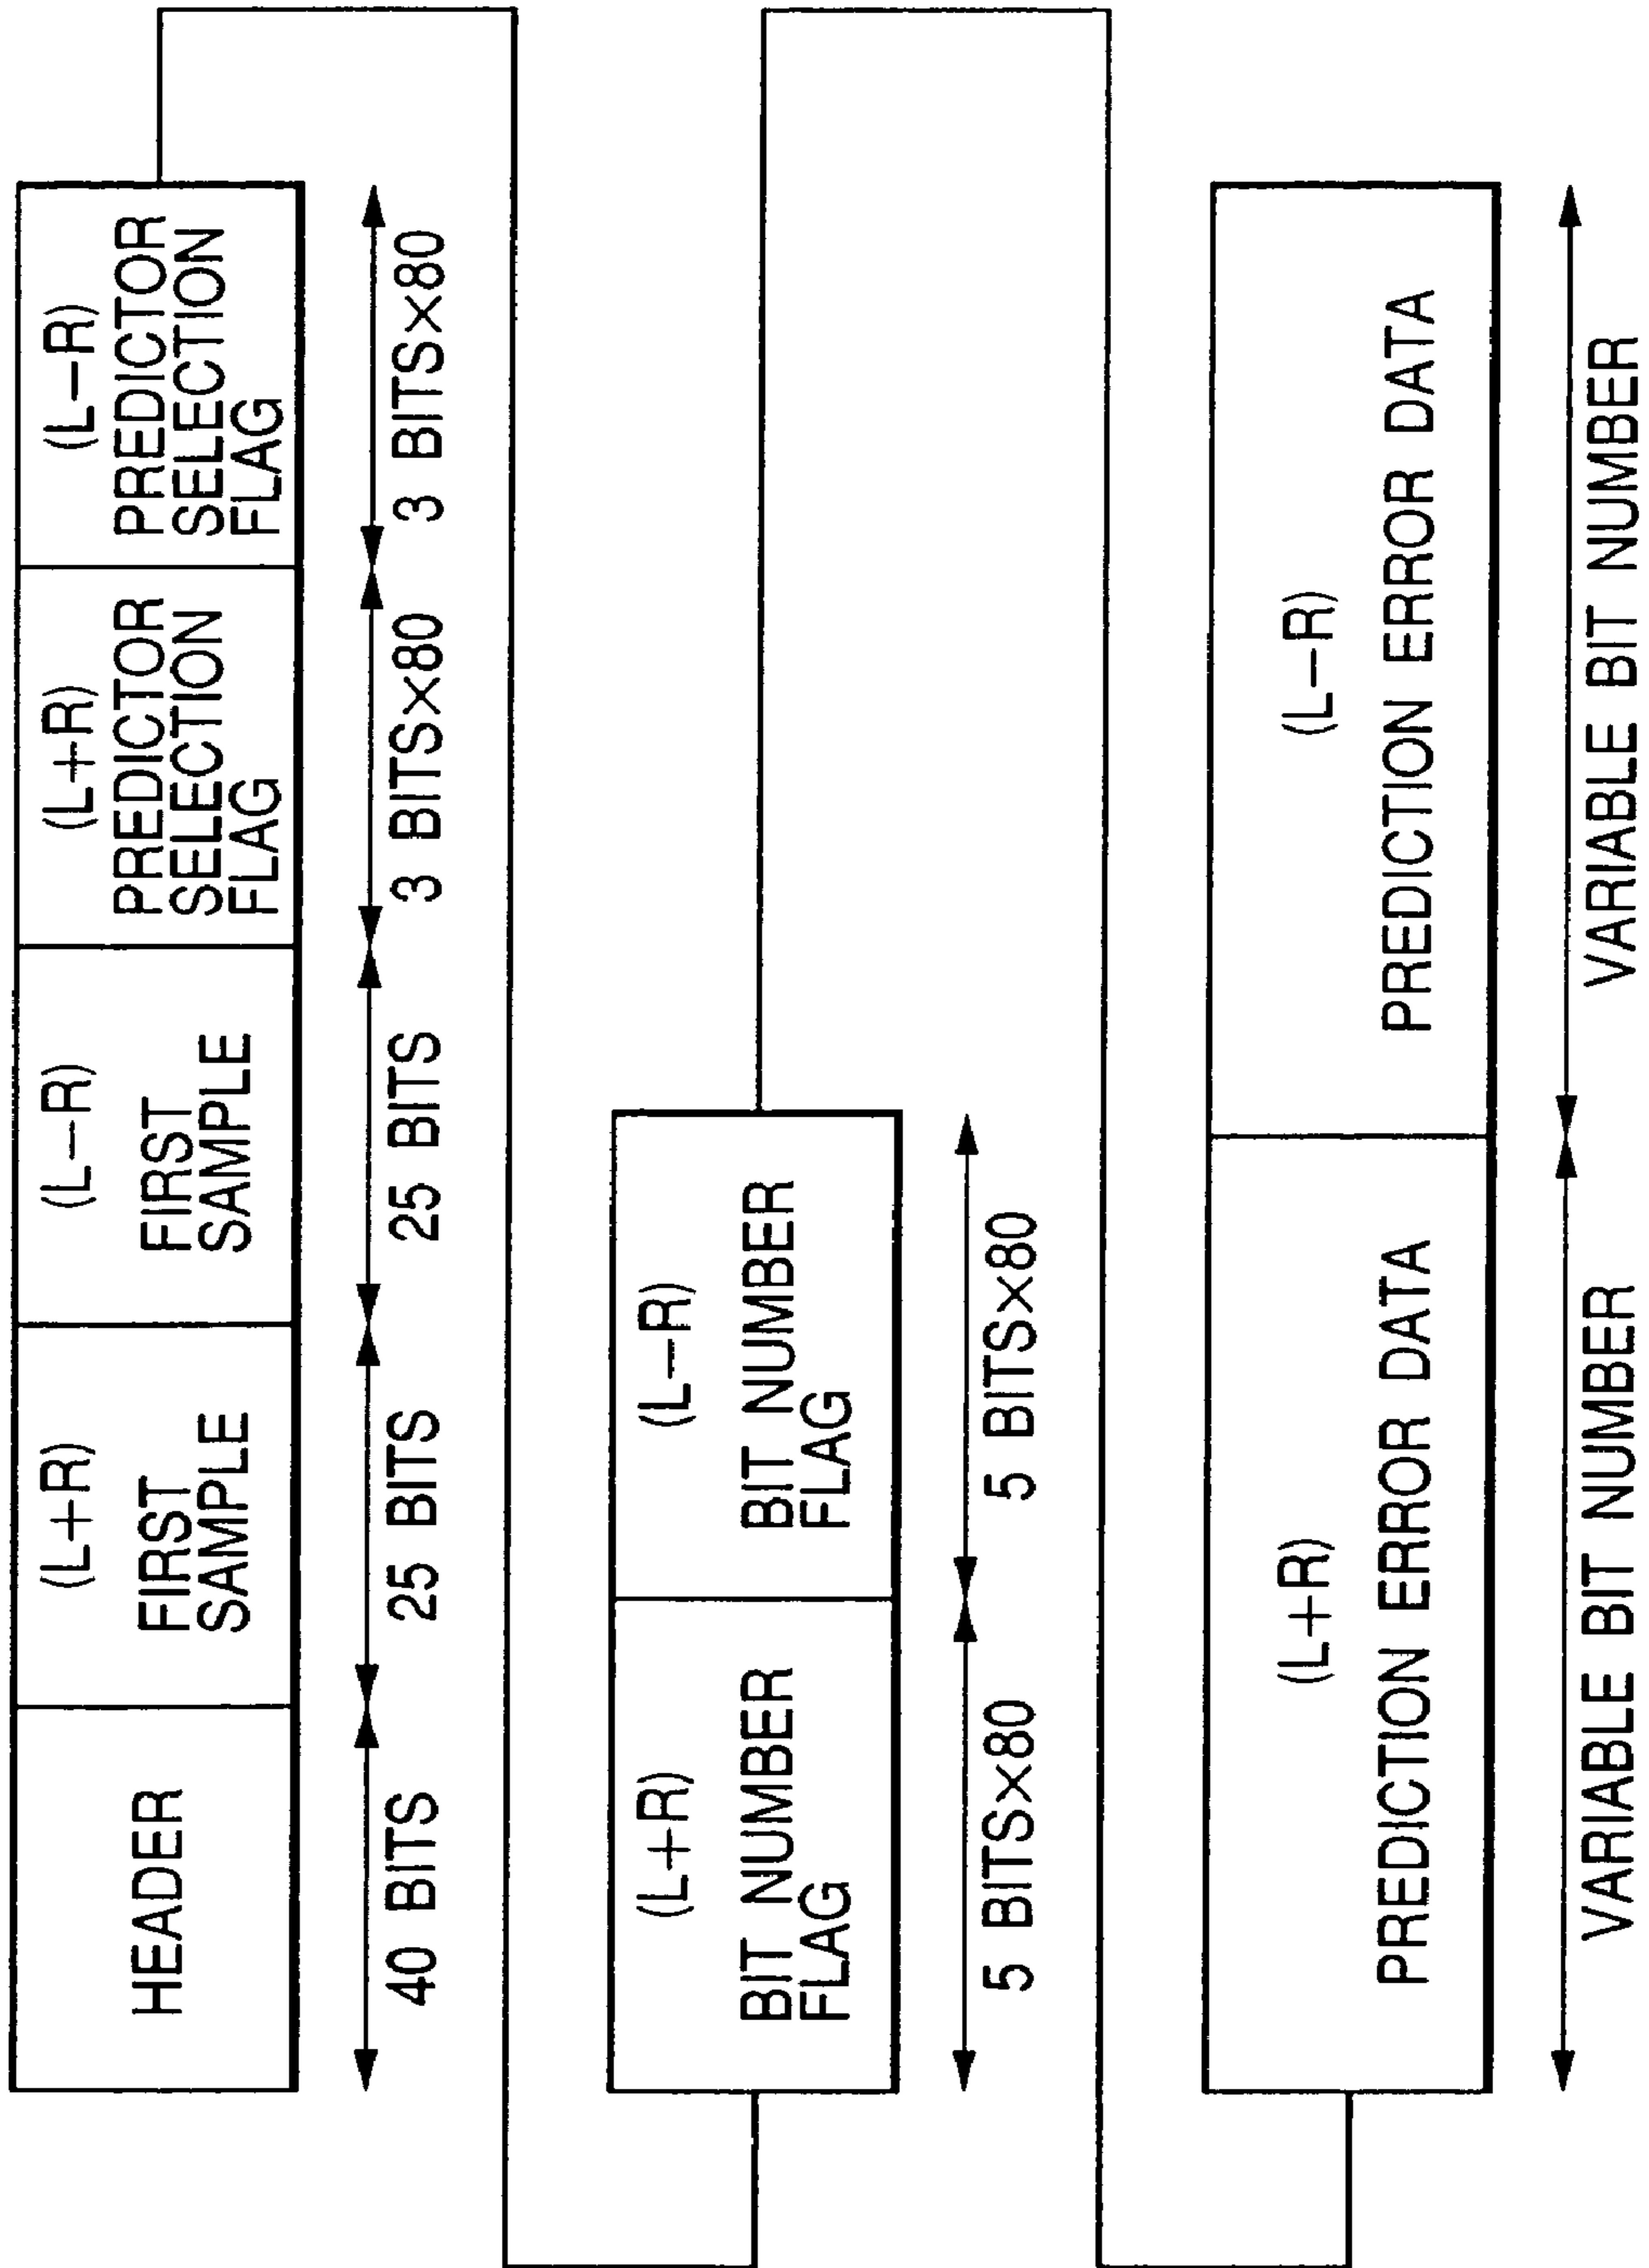 HEADER
(L+R)
FIRST
SAMPLE
(L−R)
FIRST
SAMPLE
(L+R)
PREDICTOR
SELECTION
FLAG
(L−R)
PREDICTOR
SELECTION
FLAG
40 BITS
25 BITS
25 BITS
3 BITS×80
3 BITS×80
(L+R)
BIT NUMBER
FLAG
(L−R)
BIT NUMBER
FLAG
5 BITS×80
5 BITS×80
(L+R)
PREDICTION ERROR DATA
(L−R)
PREDICTION ERROR DATA
VARIABLE BIT NUMBER
VARIABLE BIT NUMBER